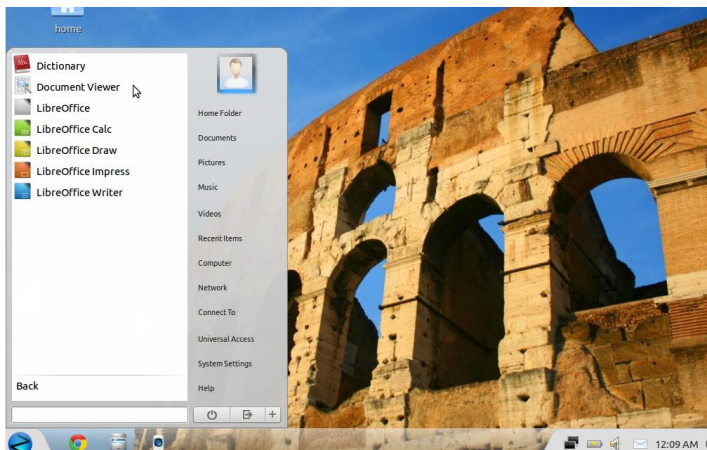 home
Dictionary
Document Viewer
LibreOffice
LibreOffice Calc
LibreOffice Draw
LibreOffice Impress
LibreOffice Writer
Back
Home Folder
Documents
Pictures
Music
Videos
Recent Items
Computer
Network
Connect To
Universal Access
System Settings
Help
12:09 AM